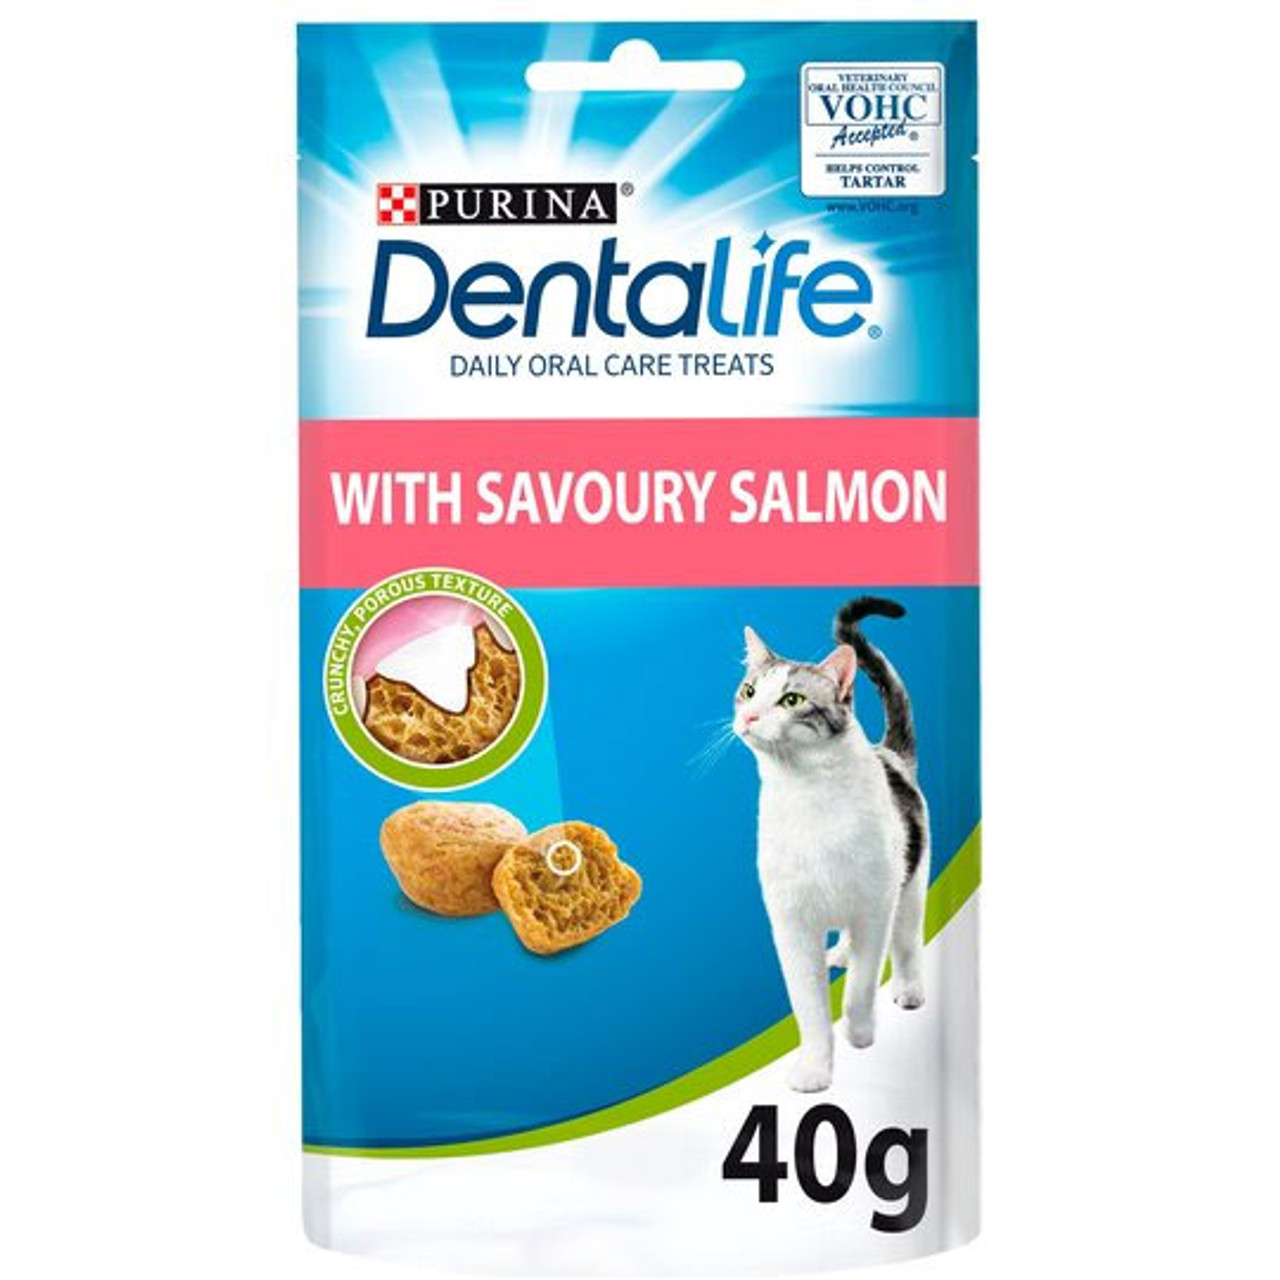 VETERINARY
ORAL HEALTH COUNCIL
VOHC
Accepted®
HELPS CONTROL
TARTAR
www.VOHC.org
PURINA®
Dentalife®
DAILY ORAL CARE TREATS
WITH SAVOURY SALMON
CRUNCHY, POROUS TEXTURE
40g